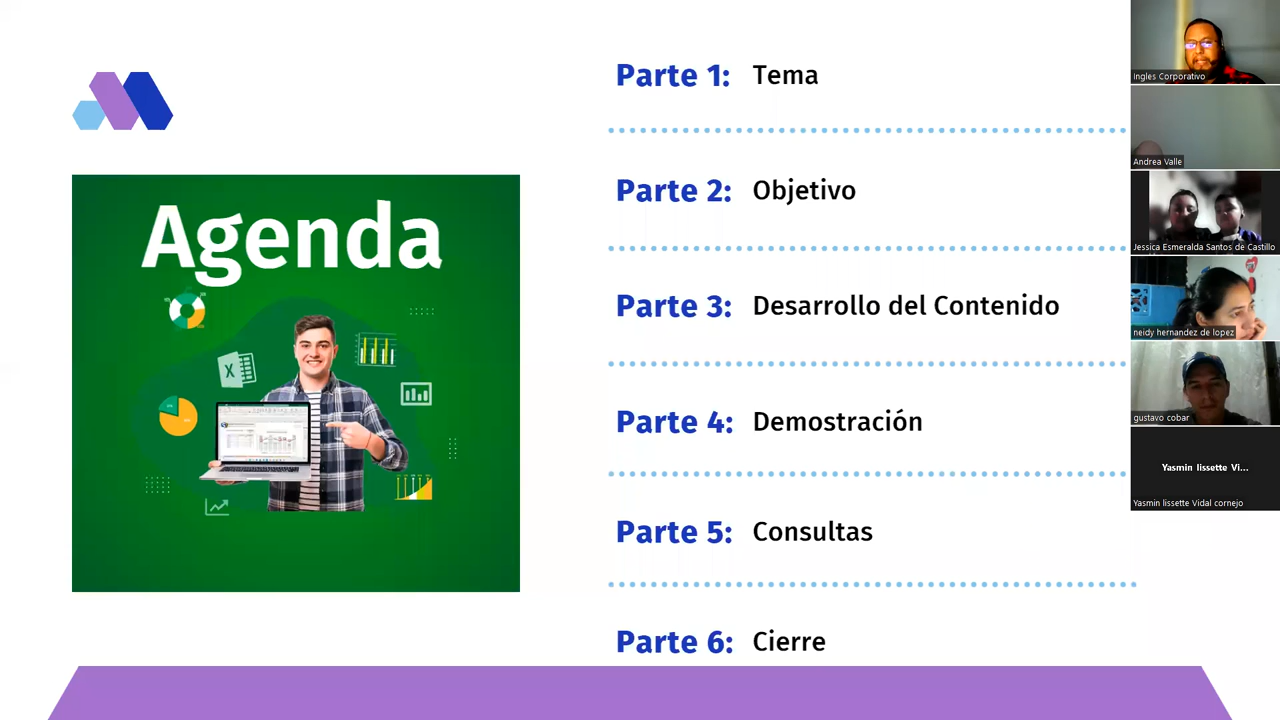 Agenda
Parte 1: Tema
Parte 2: Objetivo
Parte 3: Desarrollo del Contenido
Parte 4: Demostración
Parte 5: Consultas
Parte 6: Cierre
Ingles Corporativo
Andrea Valle
Jessica Esmeralda Santos de Castillo
neidy hernandez de lopez
gustavo cobar
Yasmin lissette Vi...
Yasmin lissette Vidal cornejo